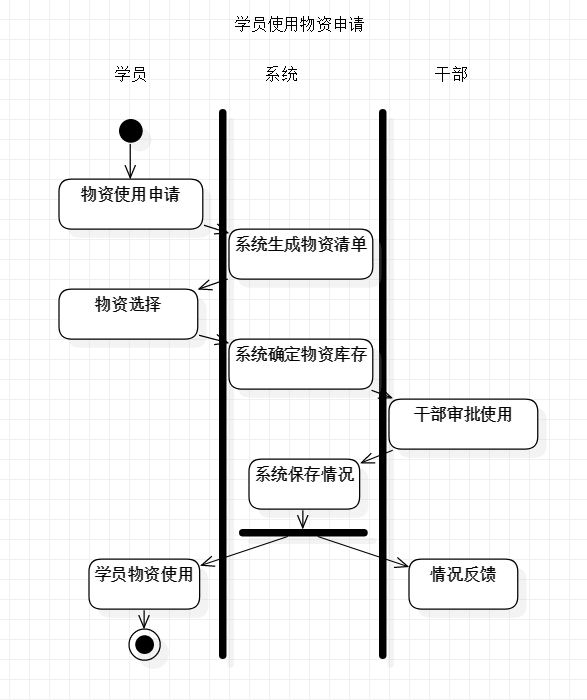 学员使用物资申请
学员
系统
干部
物资使用申请
系统生成物资清单
物资选择
系统确定物资库存
干部审批使用
系统保存情况
学员物资使用
情况反馈